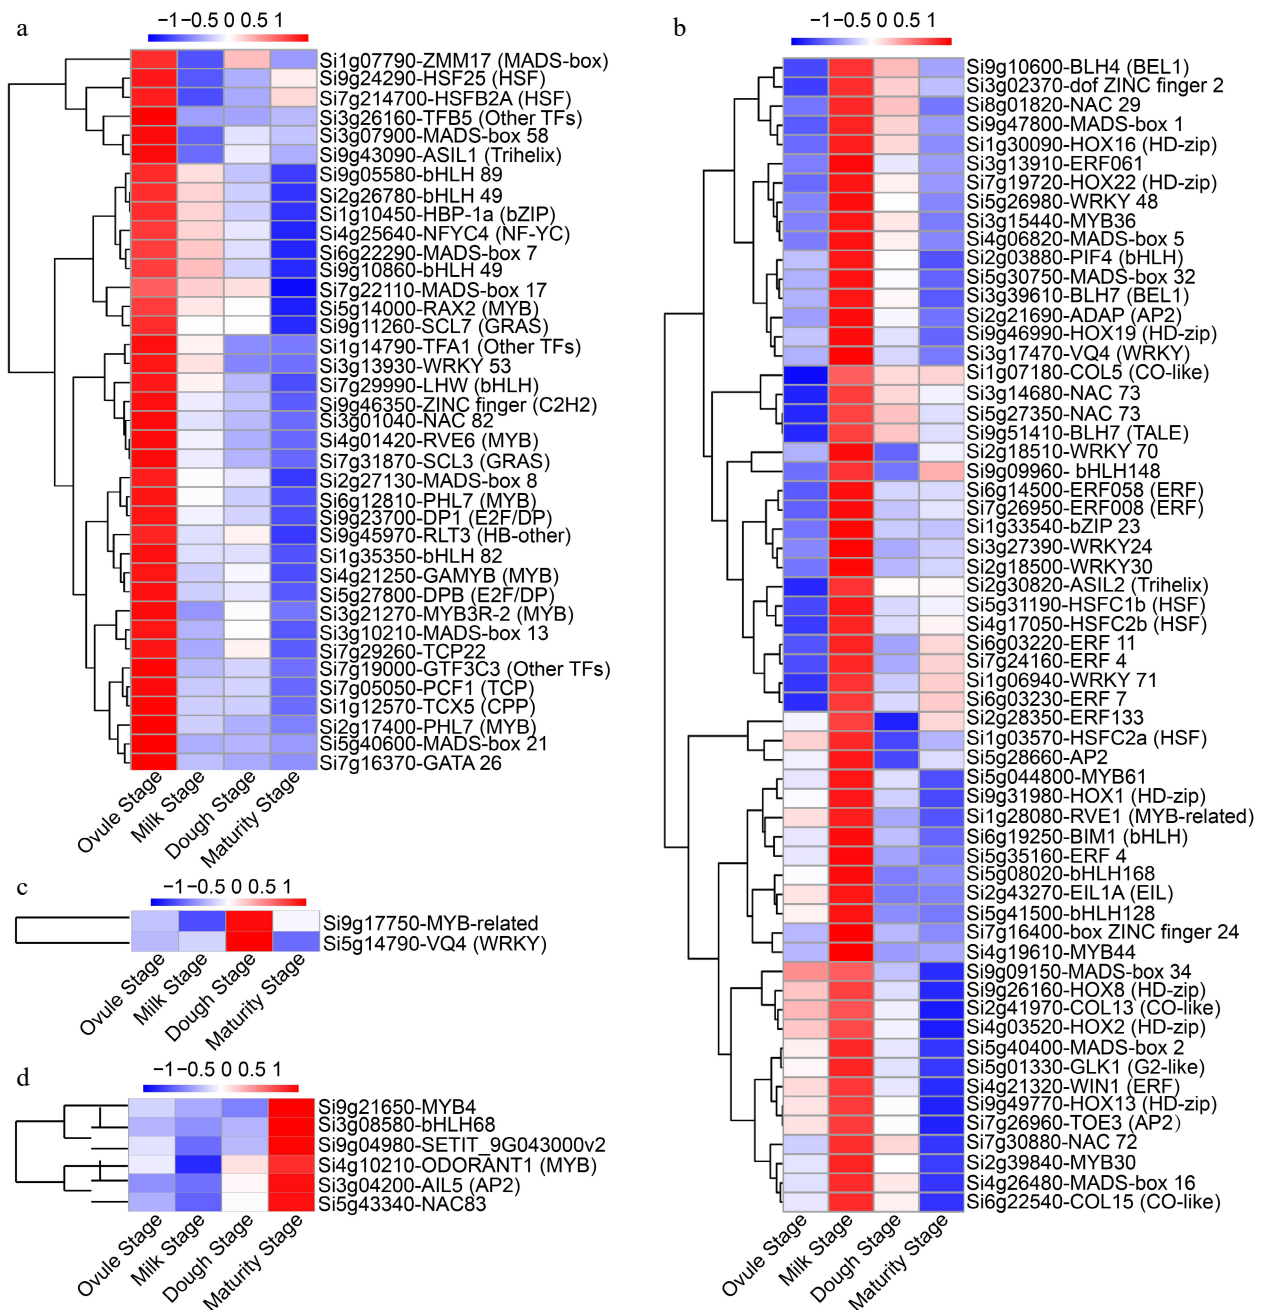 a
−1−0.5 0 0.5 1
Si1g07790-ZMM17 (MADS-box)
Si9g24290-HSF25 (HSF)
Si7g214700-HSFB2A (HSF)
Si3g26160-TFB5 (Other TFs)
Si3g07900-MADS-box 58
Si9g43090-ASIL1 (Trihelix)
Si9g05580-bHLH 89
Si2g26780-bHLH 49
Si1g10450-HBP-1a (bZIP)
Si4g25640-NFYC4 (NF-YC)
Si6g22290-MADS-box 7
Si9g10860-bHLH 49
Si7g22110-MADS-box 17
Si5g14000-RAX2 (MYB)
Si9g11260-SCL7 (GRAS)
Si1g14790-TFA1 (Other TFs)
Si3g13930-WRKY 53
Si7g29990-LHW (bHLH)
Si9g46350-ZINC finger (C2H2)
Si3g01040-NAC 82
Si4g01420-RVE6 (MYB)
Si7g31870-SCL3 (GRAS)
Si2g27130-MADS-box 8
Si6g12810-PHL7 (MYB)
Si9g23700-DP1 (E2F/DP)
Si9g45970-RLT3 (HB-other)
Si1g35350-bHLH 82
Si4g21250-GAMYB (MYB)
Si5g27800-DPB (E2F/DP)
Si3g21270-MYB3R-2 (MYB)
Si3g10210-MADS-box 13
Si7g29260-TCP22
Si7g19000-GTF3C3 (Other TFs)
Si7g05050-PCF1 (TCP)
Si1g12570-TCX5 (CPP)
Si2g17400-PHL7 (MYB)
Si5g40600-MADS-box 21
Si7g16370-GATA 26
Ovule Stage
Milk Stage
Dough Stage
Maturity Stage
b
−1−0.5 0 0.5 1
Si9g10600-BLH4 (BEL1)
Si3g02370-dof ZINC finger 2
Si8g01820-NAC 29
Si9g47800-MADS-box 1
Si1g30090-HOX16 (HD-zip)
Si3g13910-ERF061
Si7g19720-HOX22 (HD-zip)
Si5g26980-WRKY 48
Si3g15440-MYB36
Si4g06820-MADS-box 5
Si2g03880-PIF4 (bHLH)
Si5g30750-MADS-box 32
Si3g39610-BLH7 (BEL1)
Si2g21690-ADAP (AP2)
Si9g46990-HOX19 (HD-zip)
Si3g17470-VQ4 (WRKY)
Si1g07180-COL5 (CO-like)
Si3g14680-NAC 73
Si5g27350-NAC 73
Si9g51410-BLH7 (TALE)
Si2g18510-WRKY 70
Si9g09960- bHLH148
Si6g14500-ERF058 (ERF)
Si7g26950-ERF008 (ERF)
Si1g33540-bZIP 23
Si3g27390-WRKY24
Si2g18500-WRKY30
Si2g30820-ASIL2 (Trihelix)
Si5g31190-HSFC1b (HSF)
Si4g17050-HSFC2b (HSF)
Si6g03220-ERF 11
Si7g24160-ERF 4
Si1g06940-WRKY 71
Si6g03230-ERF 7
Si2g28350-ERF133
Si1g03570-HSFC2a (HSF)
Si5g28660-AP2
Si5g044800-MYB61
Si9g31980-HOX1 (HD-zip)
Si1g28080-RVE1 (MYB-related)
Si6g19250-BIM1 (bHLH)
Si5g35160-ERF 4
Si5g08020-bHLH168
Si2g43270-EIL1A (EIL)
Si5g41500-bHLH128
Si7g16400-box ZINC finger 24
Si4g19610-MYB44
Si9g09150-MADS-box 34
Si9g26160-HOX8 (HD-zip)
Si2g41970-COL13 (CO-like)
Si4g03520-HOX2 (HD-zip)
Si5g40400-MADS-box 2
Si5g01330-GLK1 (G2-like)
Si4g21320-WIN1 (ERF)
Si9g49770-HOX13 (HD-zip)
Si7g26960-TOE3 (AP2)
Si7g30880-NAC 72
Si2g39840-MYB30
Si4g26480-MADS-box 16
Si6g22540-COL15 (CO-like)
Ovule Stage
Milk Stage
Dough Stage
Maturity Stage
c
−1−0.5 0 0.5 1
Si9g17750-MYB-related
Si5g14790-VQ4 (WRKY)
Ovule Stage
Milk Stage
Dough Stage
Maturity Stage
d
−1−0.5 0 0.5 1
Si9g21650-MYB4
Si3g08580-bHLH68
Si9g04980-SETIT_9G043000v2
Si4g10210-ODORANT1 (MYB)
Si3g04200-AIL5 (AP2)
Si5g43340-NAC83
Ovule Stage
Milk Stage
Dough Stage
Maturity Stage